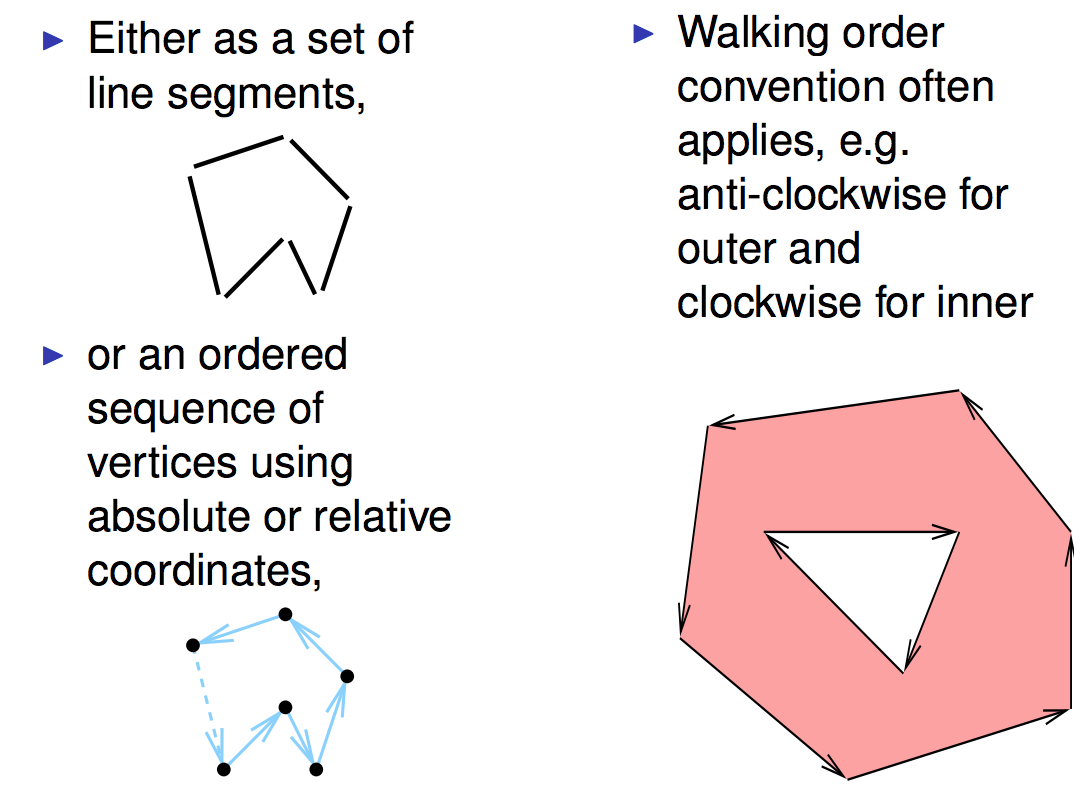 Either as a set of
line segments,
or an ordered
sequence of
vertices using
absolute or relative
coordinates,
Walking order
convention often
applies, e.g.
anti-clockwise for
outer and
clockwise for inner